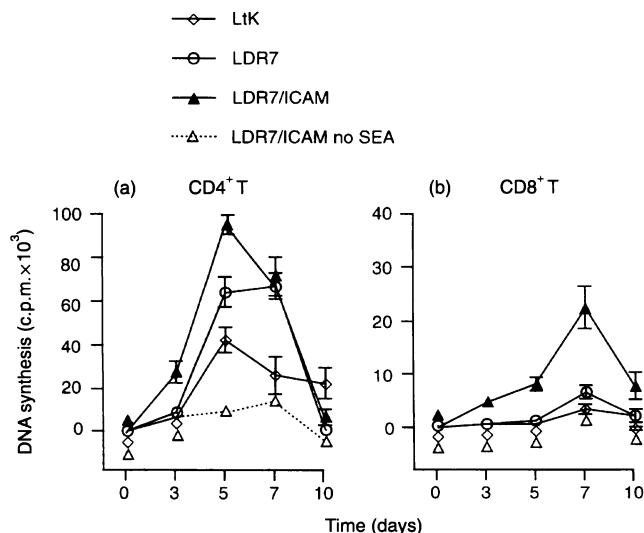 LtK
LDR7
LDR7/ICAM
LDR7/ICAM no SEA
(a) CD4⁺ T
(b) CD8⁺ T
DNA synthesis (c.p.m.×10³)
100
80
60
40
20
0
0 3 5 7 10
40
30
20
10
0
0 3 5 7 10
Time (days)